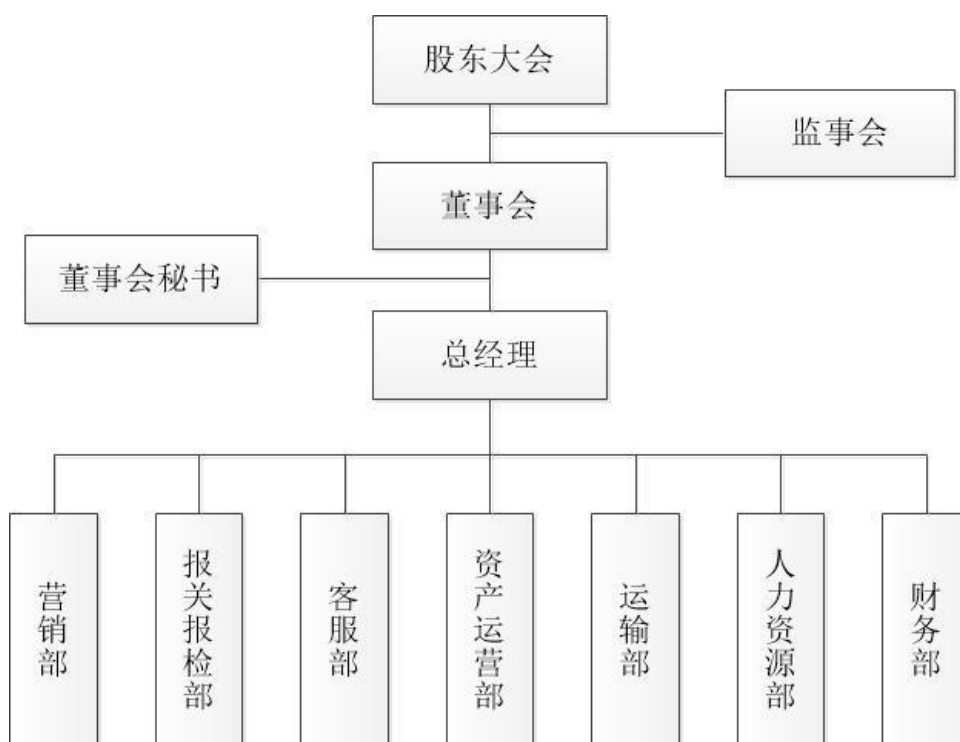 股东大会
监事会
董事会
董事会秘书
总经理
营销部
报关报检部
客服部
资产运营部
运输部
人力资源部
财务部